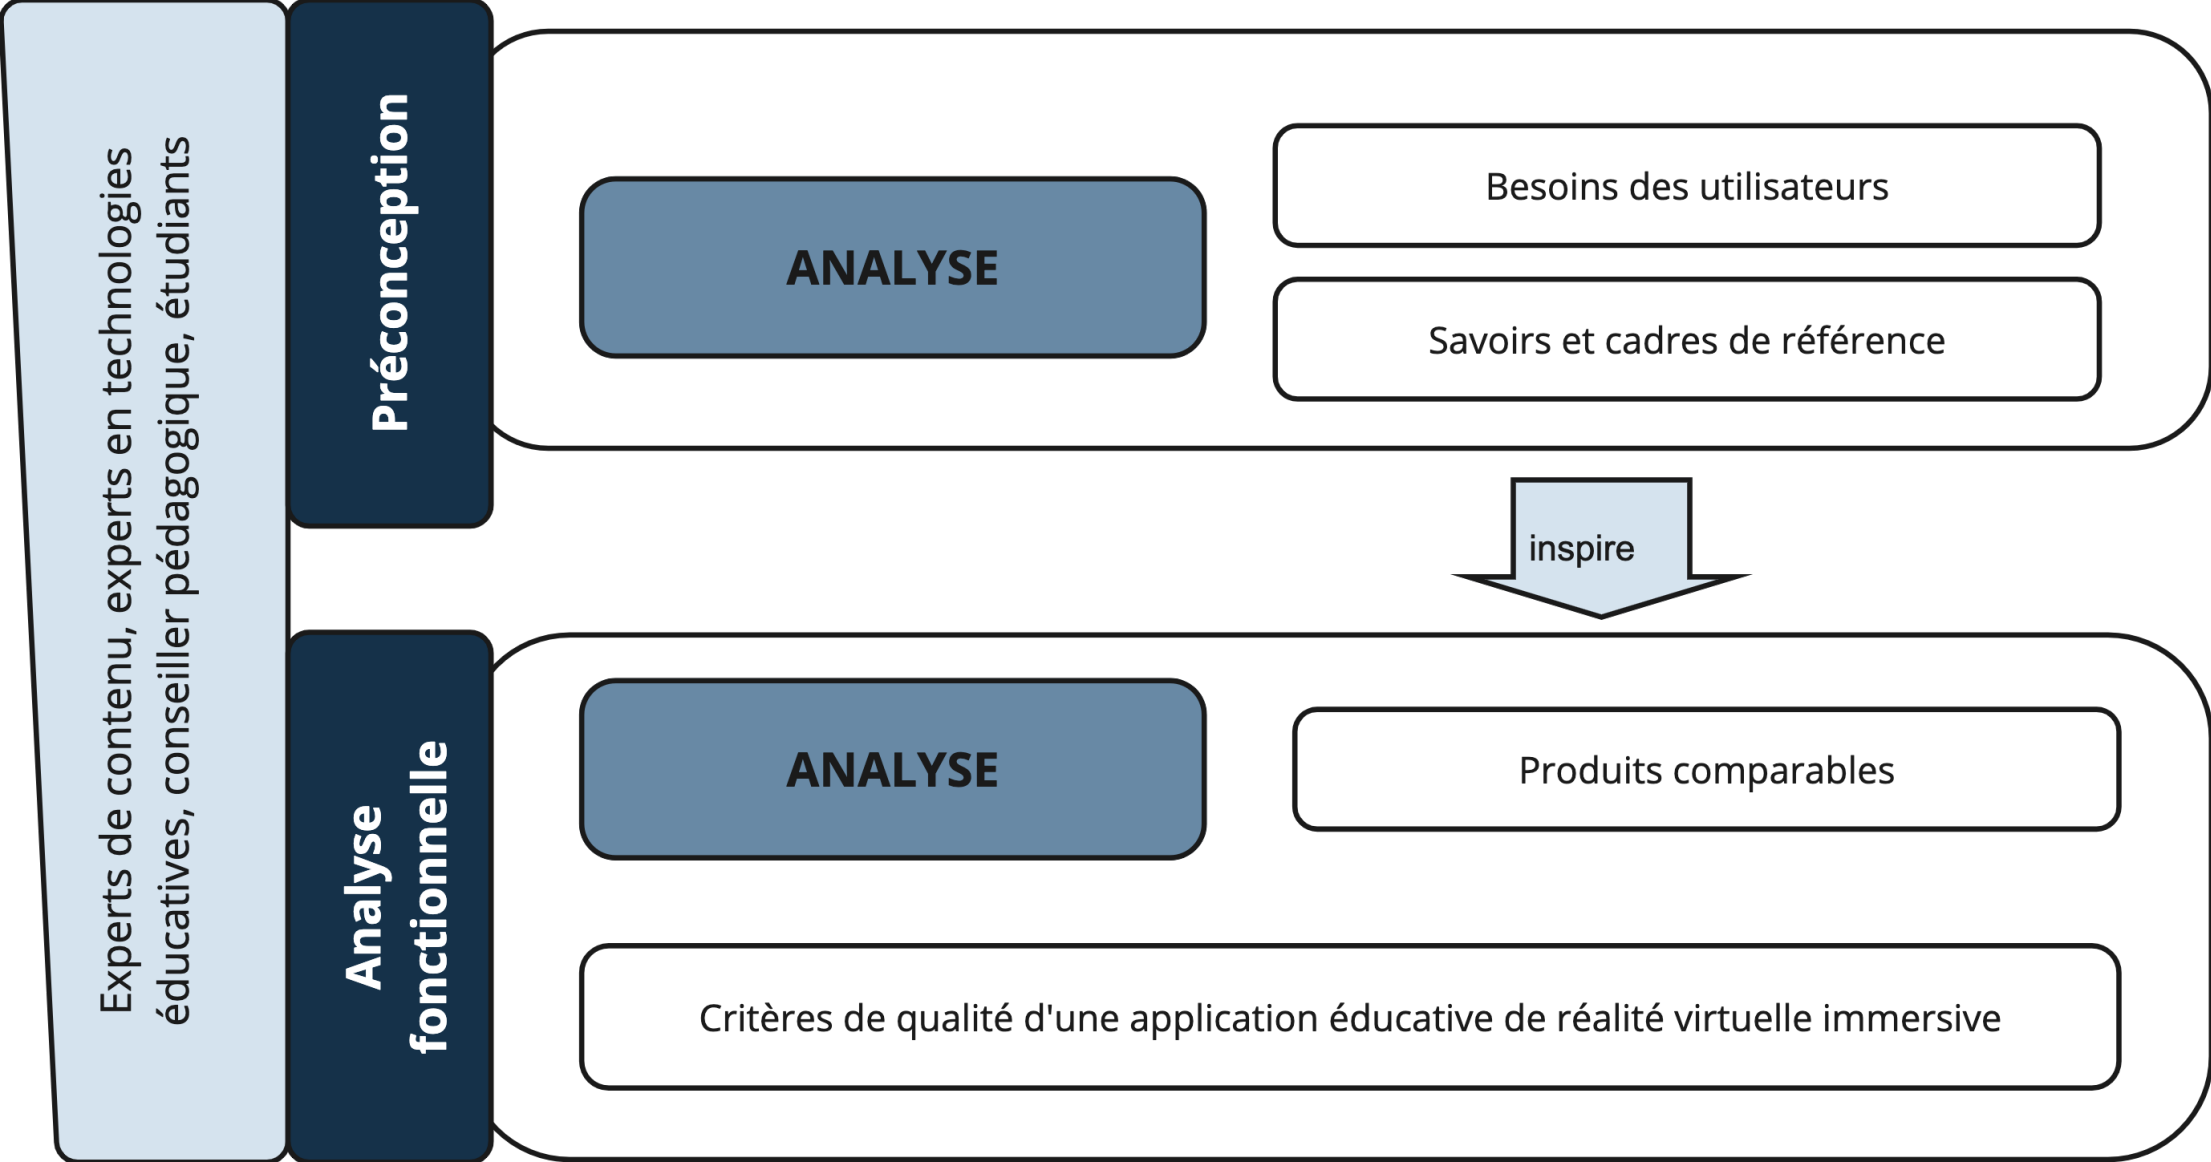 Experts de contenu, experts en technologies
éducatives, conseiller pédagogique, étudiants
Préconception
ANALYSE
Besoins des utilisateurs
Savoirs et cadres de référence
inspire
Analyse
fonctionnelle
ANALYSE
Produits comparables
Critères de qualité d'une application éducative de réalité virtuelle immersive